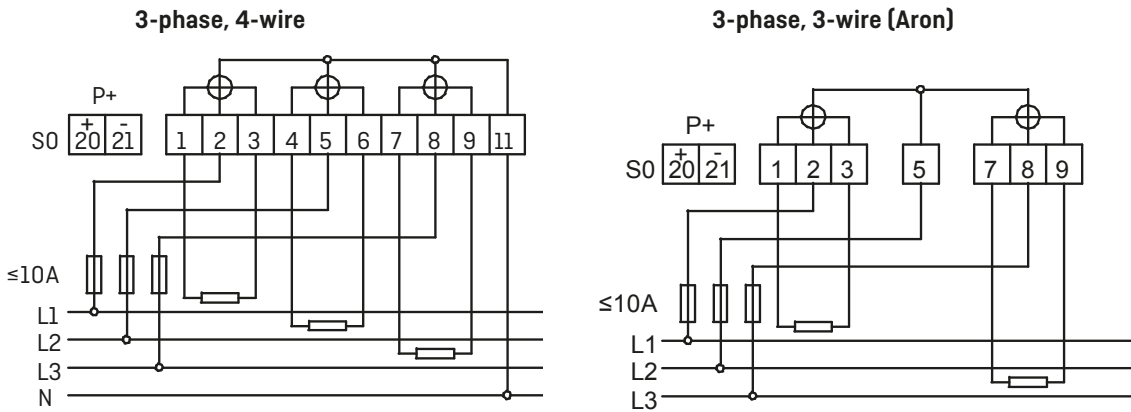 3-phase, 4-wire
P+
S0
+ -
20 21
1 2 3 4 5 6 7 8 9 11
≤10A
L1
L2
L3
N
3-phase, 3-wire (Aron)
P+
S0
+ -
20 21
1 2 3 5 7 8 9
≤10A
L1
L2
L3